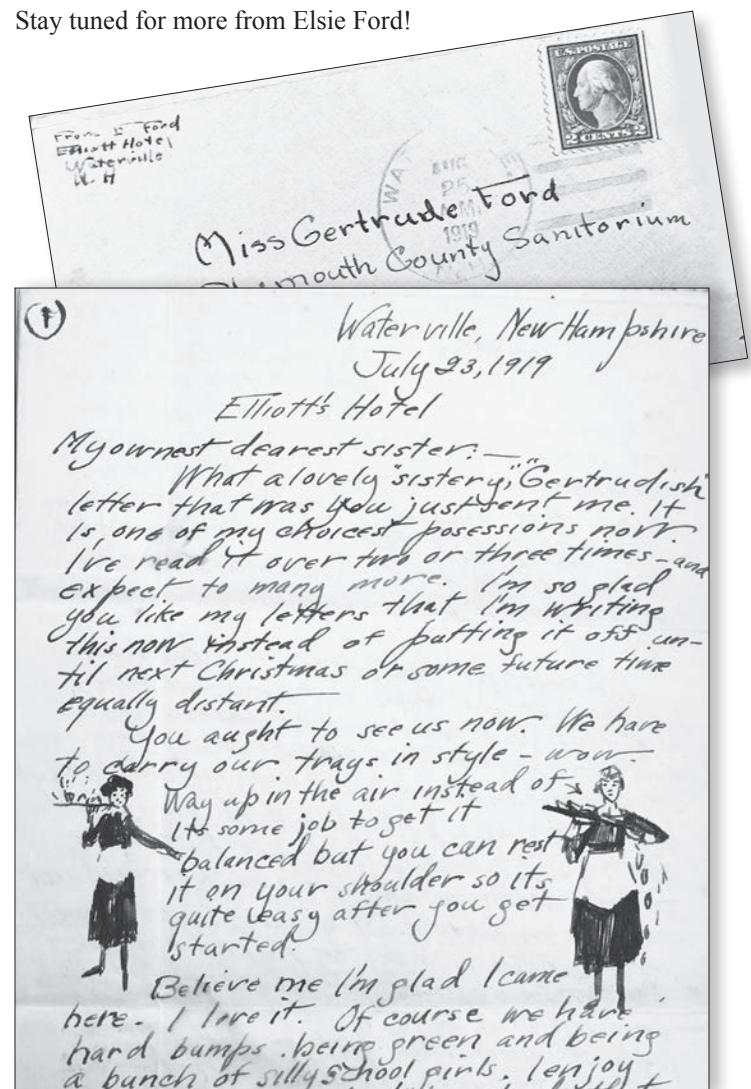 Stay tuned for more from Elsie Ford!
From E Ford
Elliott Hotel
Waterville
N. H
U.S. POSTAGE
2 CENTS 2
WAT
AUG
25
AM
1919
Miss Gertrude Ford
Plymouth County Sanitorium
1
Waterville, New Hampshire
July 23, 1919
Elliott's Hotel
My ownest dearest sister:—
What a lovely "sistery", "Gertrudish"
letter that was you just sent me. It
is, one of my choicest posessions now.
I've read it over two or three times - and
expect to many more. I'm so glad
you like my letters that I'm writing
this now instead of putting it off un-
til next Christmas or some future time
equally distant.
You aught to see us now. We have
to carry our trays in style - wow.
Way up in the air instead of
Its some job to get it
balanced but you can rest
it on your shoulder so its
quite easy after you get
started.
Believe me I'm glad I came
here. I love it. Of course we have
hard bumps being green and being
a bunch of silly school girls. I enjoy